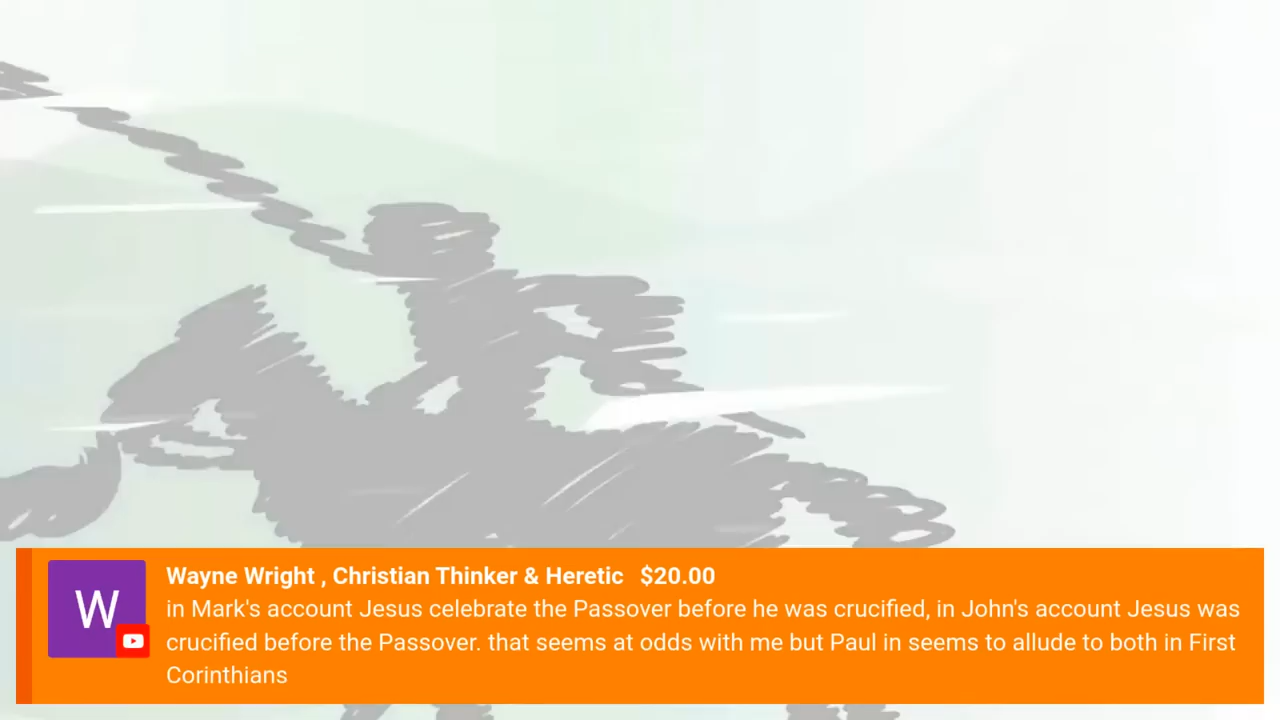 W
Wayne Wright , Christian Thinker & Heretic $20.00
in Mark's account Jesus celebrate the Passover before he was crucified, in John's account Jesus was
crucified before the Passover. that seems at odds with me but Paul in seems to allude to both in First
Corinthians